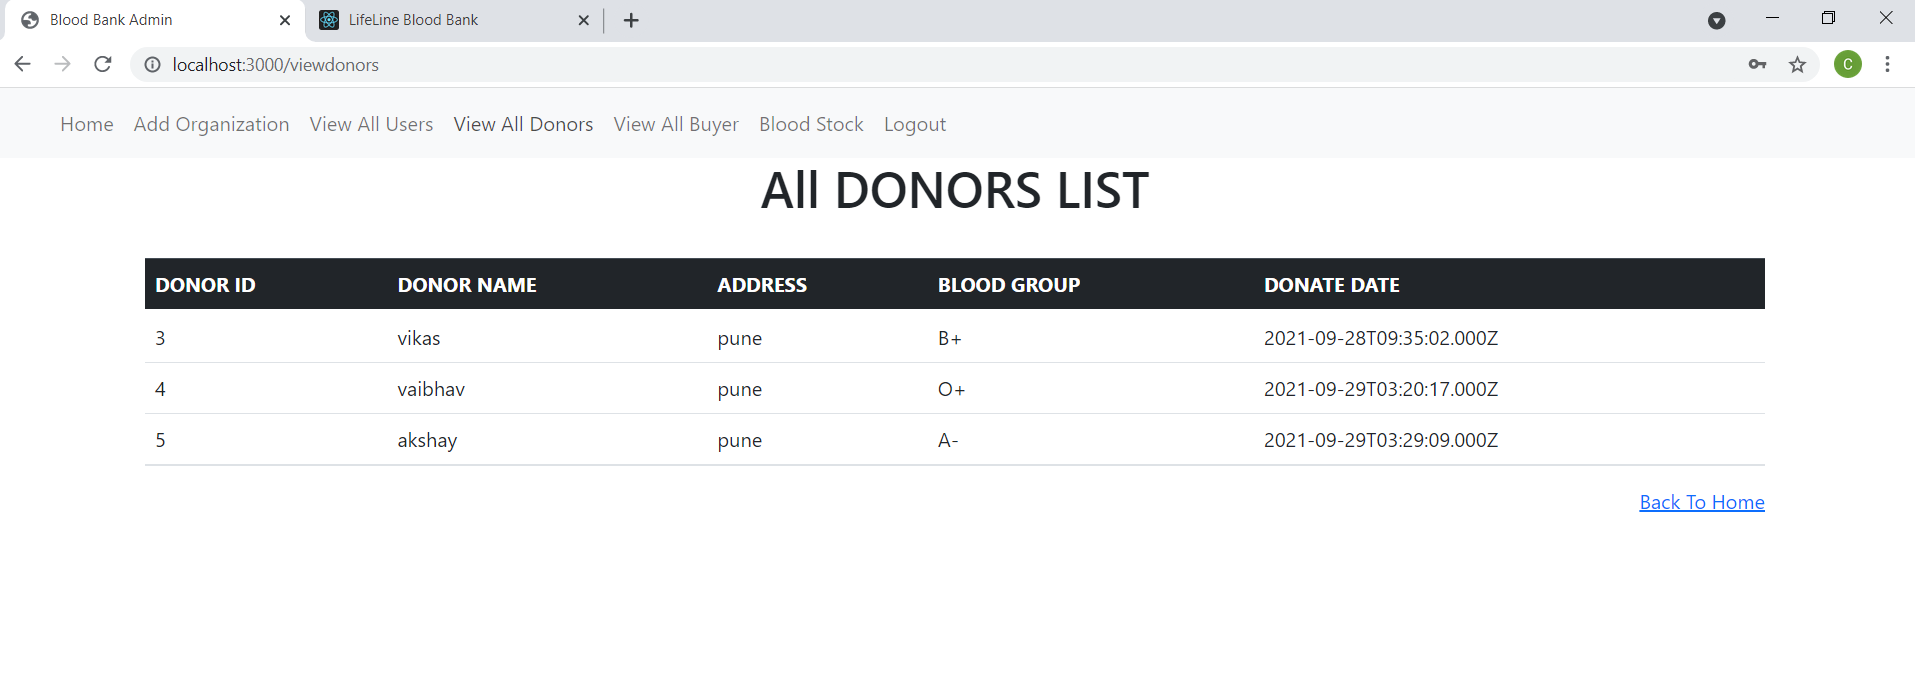 Blood Bank Admin LifeLine Blood Bank
localhost:3000/viewdonors C
Home Add Organization View All Users View All Donors View All Buyer Blood Stock Logout
All DONORS LIST
DONOR ID DONOR NAME ADDRESS BLOOD GROUP DONATE DATE
3 vikas pune B+ 2021-09-28T09:35:02.000Z
4 vaibhav pune O+ 2021-09-29T03:20:17.000Z
5 akshay pune A- 2021-09-29T03:29:09.000Z
Back To Home